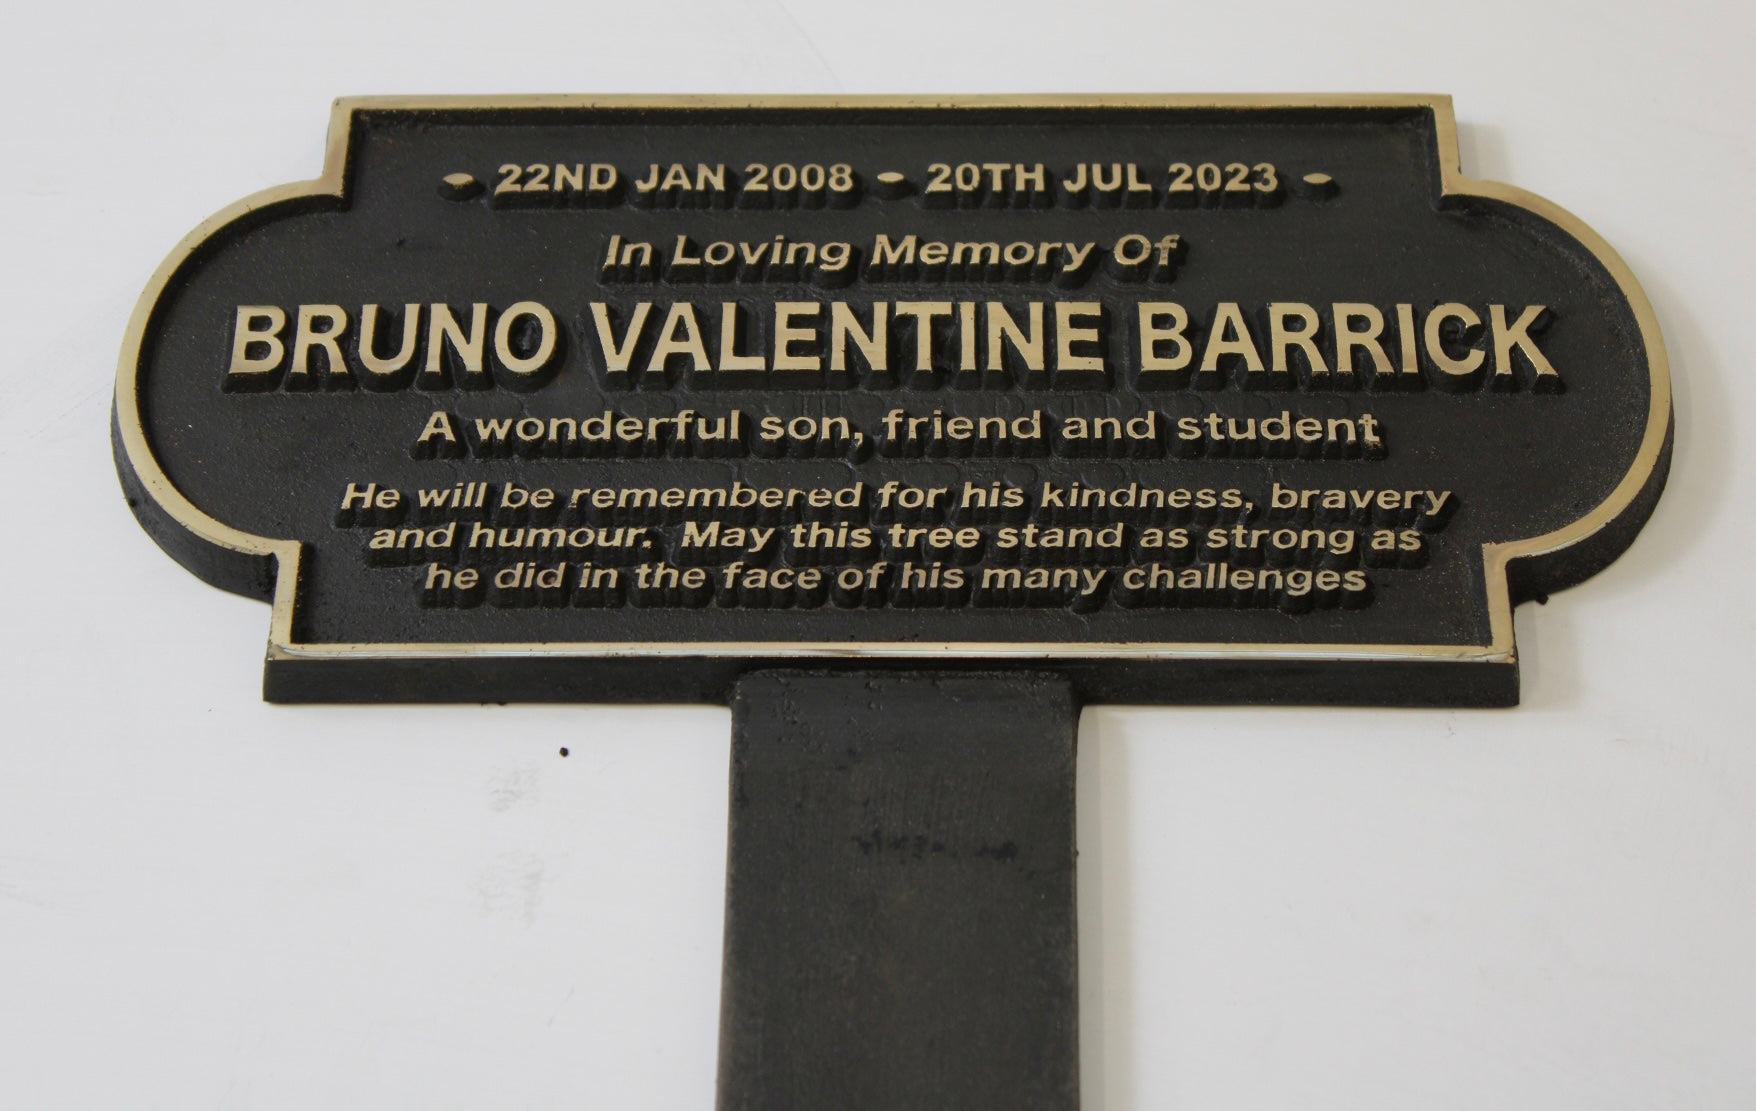 • 22ND JAN 2008 • 20TH JUL 2023 •
In Loving Memory Of
BRUNO VALENTINE BARRICK
A wonderful son, friend and student
He will be remembered for his kindness, bravery
and humour. May this tree stand as strong as
he did in the face of his many challenges